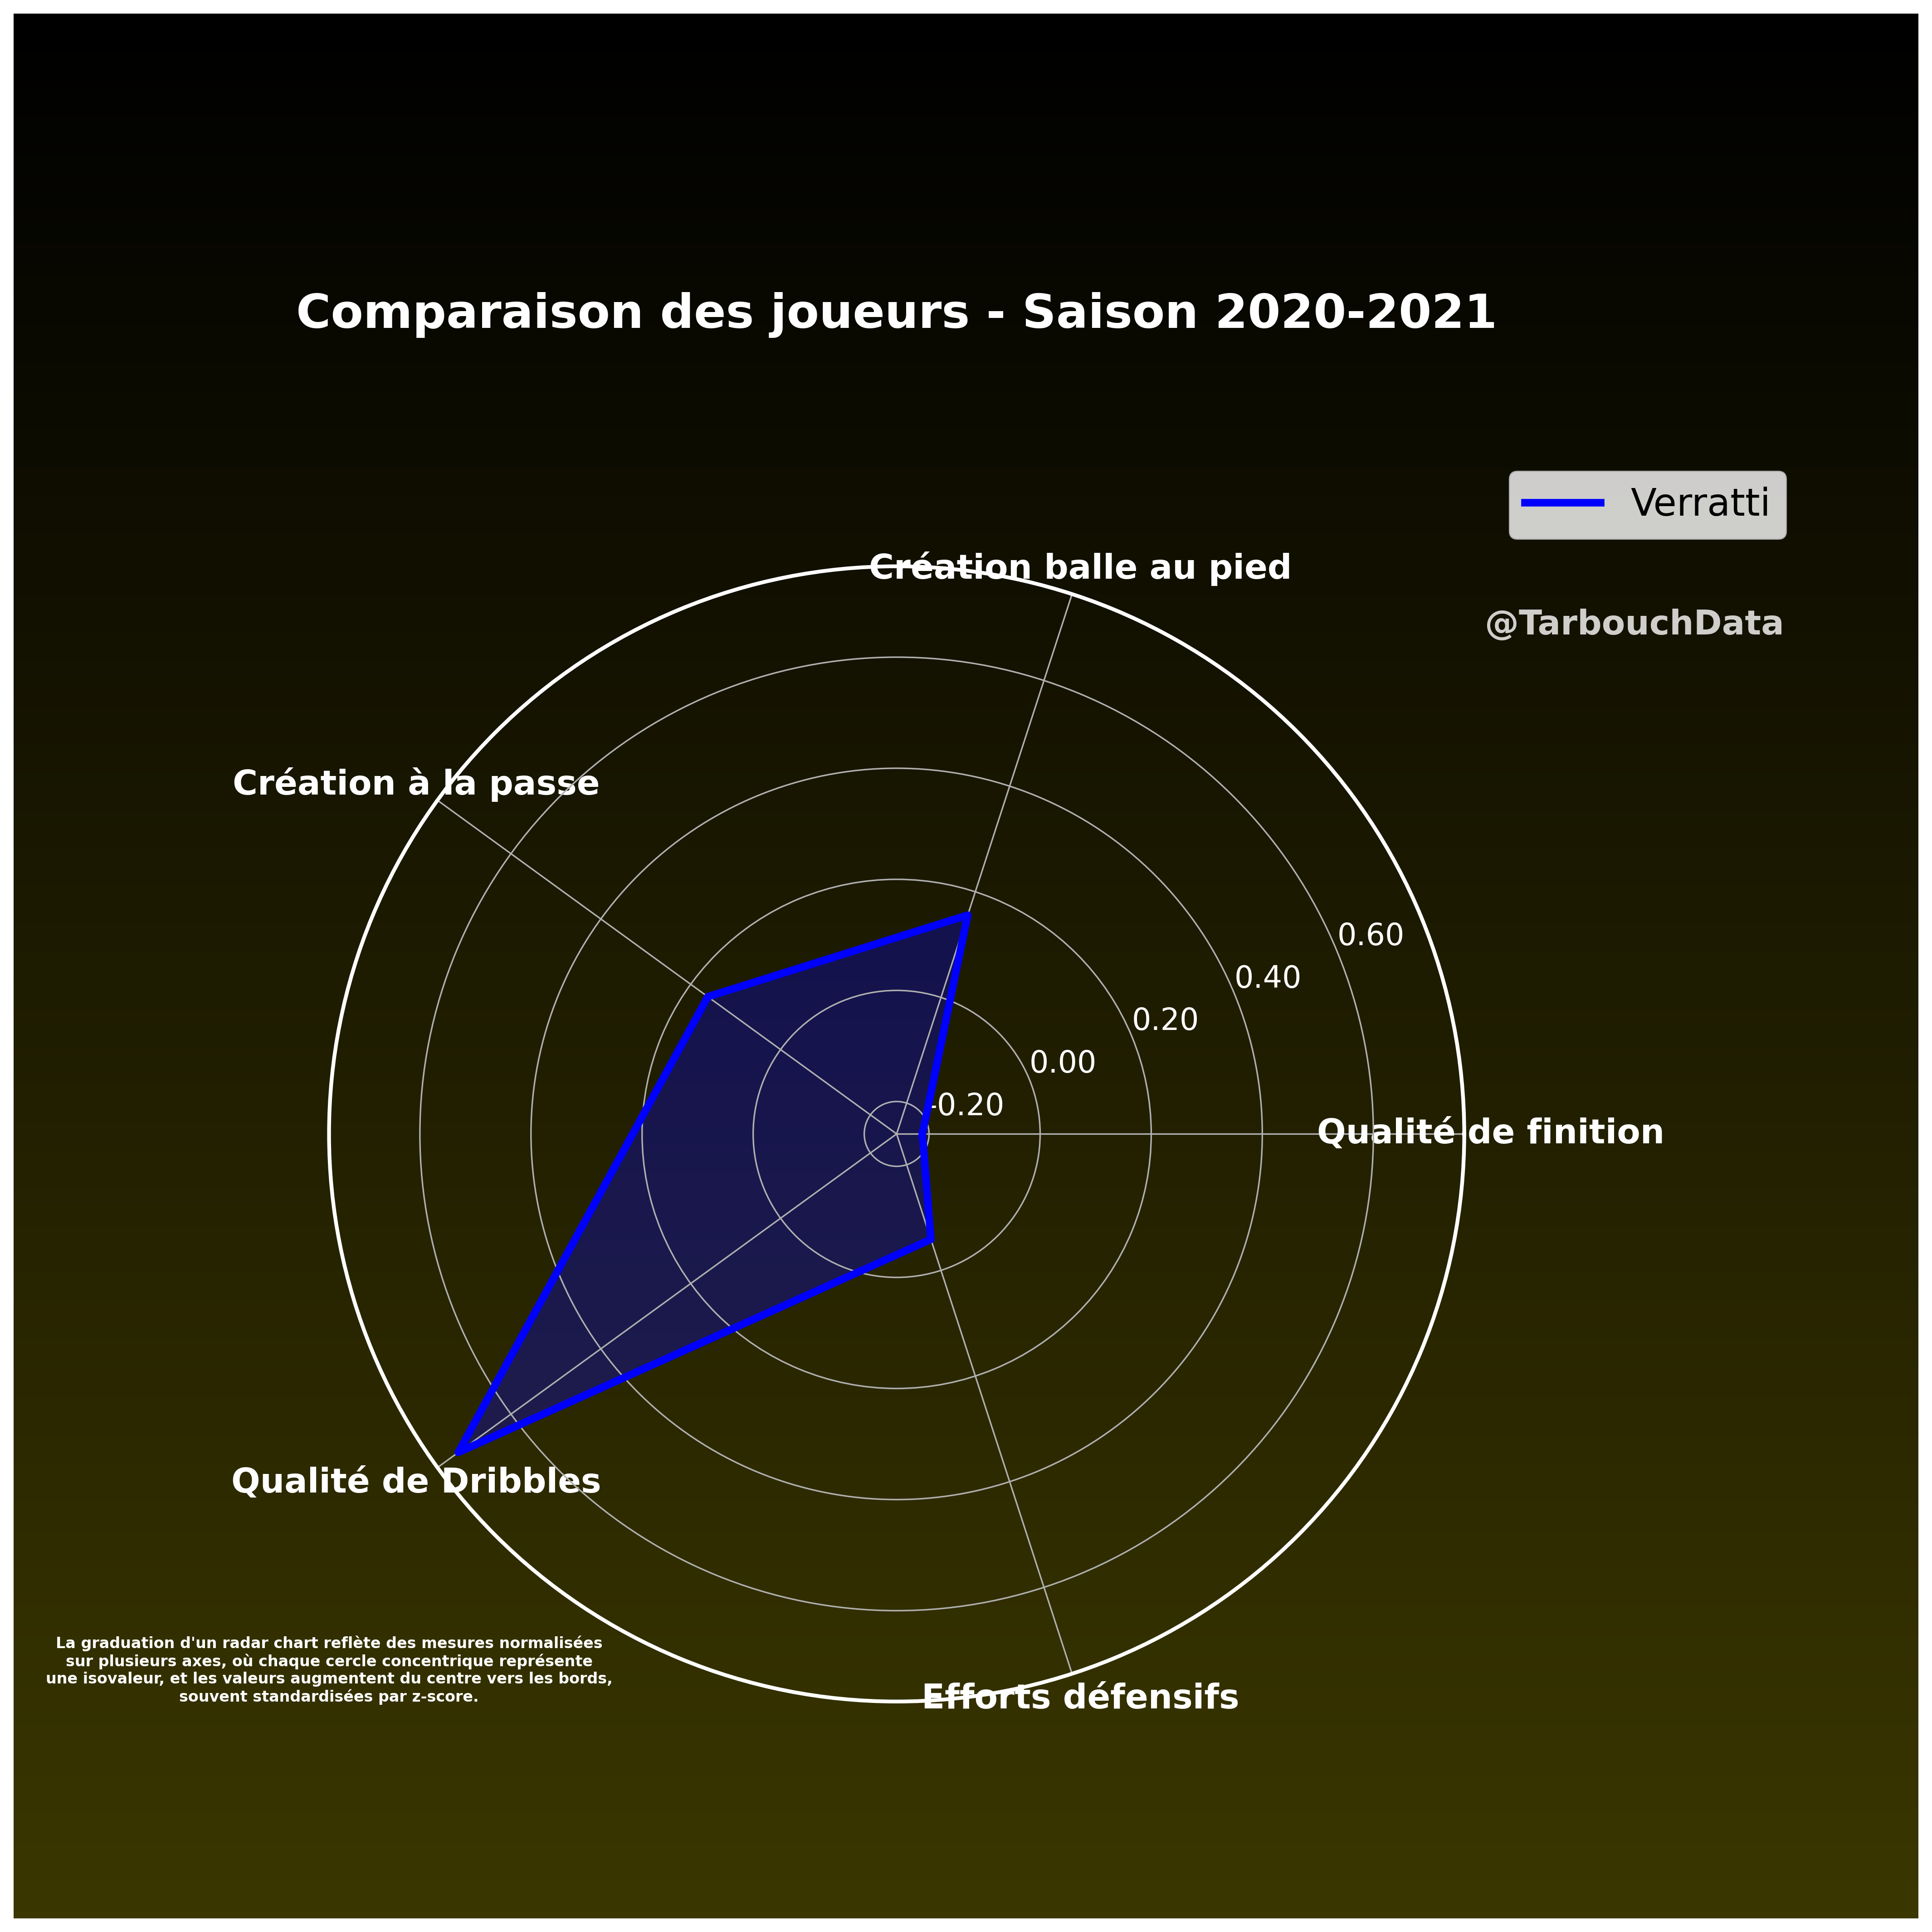 Comparaison des joueurs - Saison 2020-2021
Verratti
@TarbouchData
Création balle au pied
Création à la passe
0.60
0.40
0.20
0.00
-0.20
Qualité de finition
Qualité de Dribbles
Efforts défensifs
La graduation d'un radar chart reflète des mesures normalisées
sur plusieurs axes, où chaque cercle concentrique représente
une isovaleur, et les valeurs augmentent du centre vers les bords,
souvent standardisées par z-score.